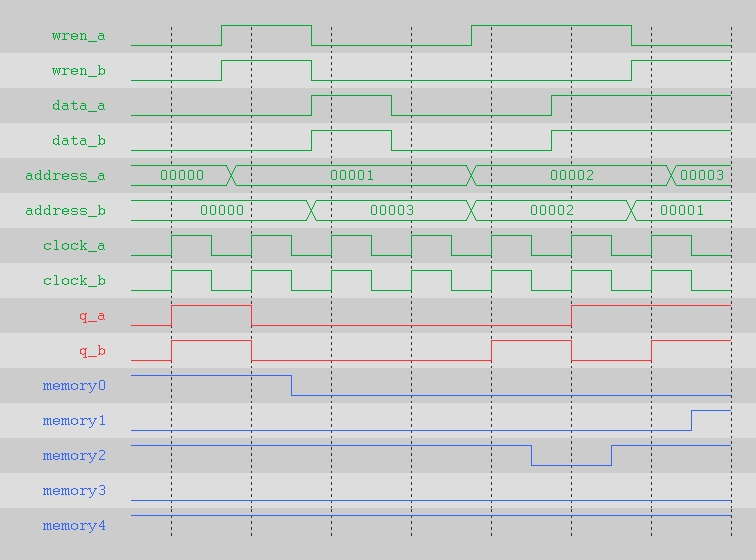 wren_a
wren_b
data_a
data_b
address_a 00000 00001 00002 00003
address_b 00000 00003 00002 00001
clock_a
clock_b
q_a
q_b
memory0
memory1
memory2
memory3
memory4